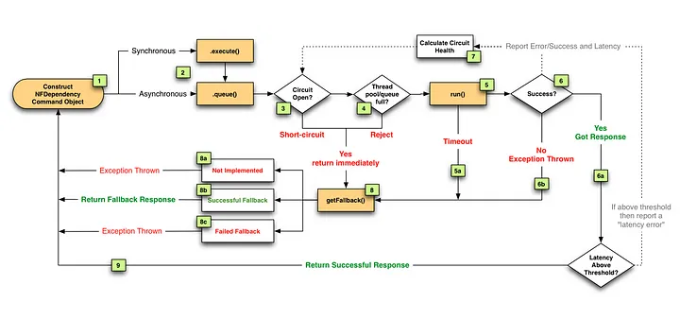 Calculate Circuit
Health
7
Report Error/Success and Latency
Synchronous
.execute()
1
Construct
NFDependency
Command Object
2
Asynchronous
.queue()
Circuit
Open?
3
Thread
pool/queue
full?
4
run()
5
Success?
6
Short-circuit
Reject
Yes
return immediately
Timeout
5a
No
Exception Thrown
6b
Yes
Got Response
6a
8a
Exception Thrown
Not Implemented
8b
Return Fallback Response
Successful Fallback
8c
Exception Thrown
Failed Fallback
getFallback()
8
If above threshold
then report a
"latency error"
9
Return Successful Response
Latency
Above
Threshold?